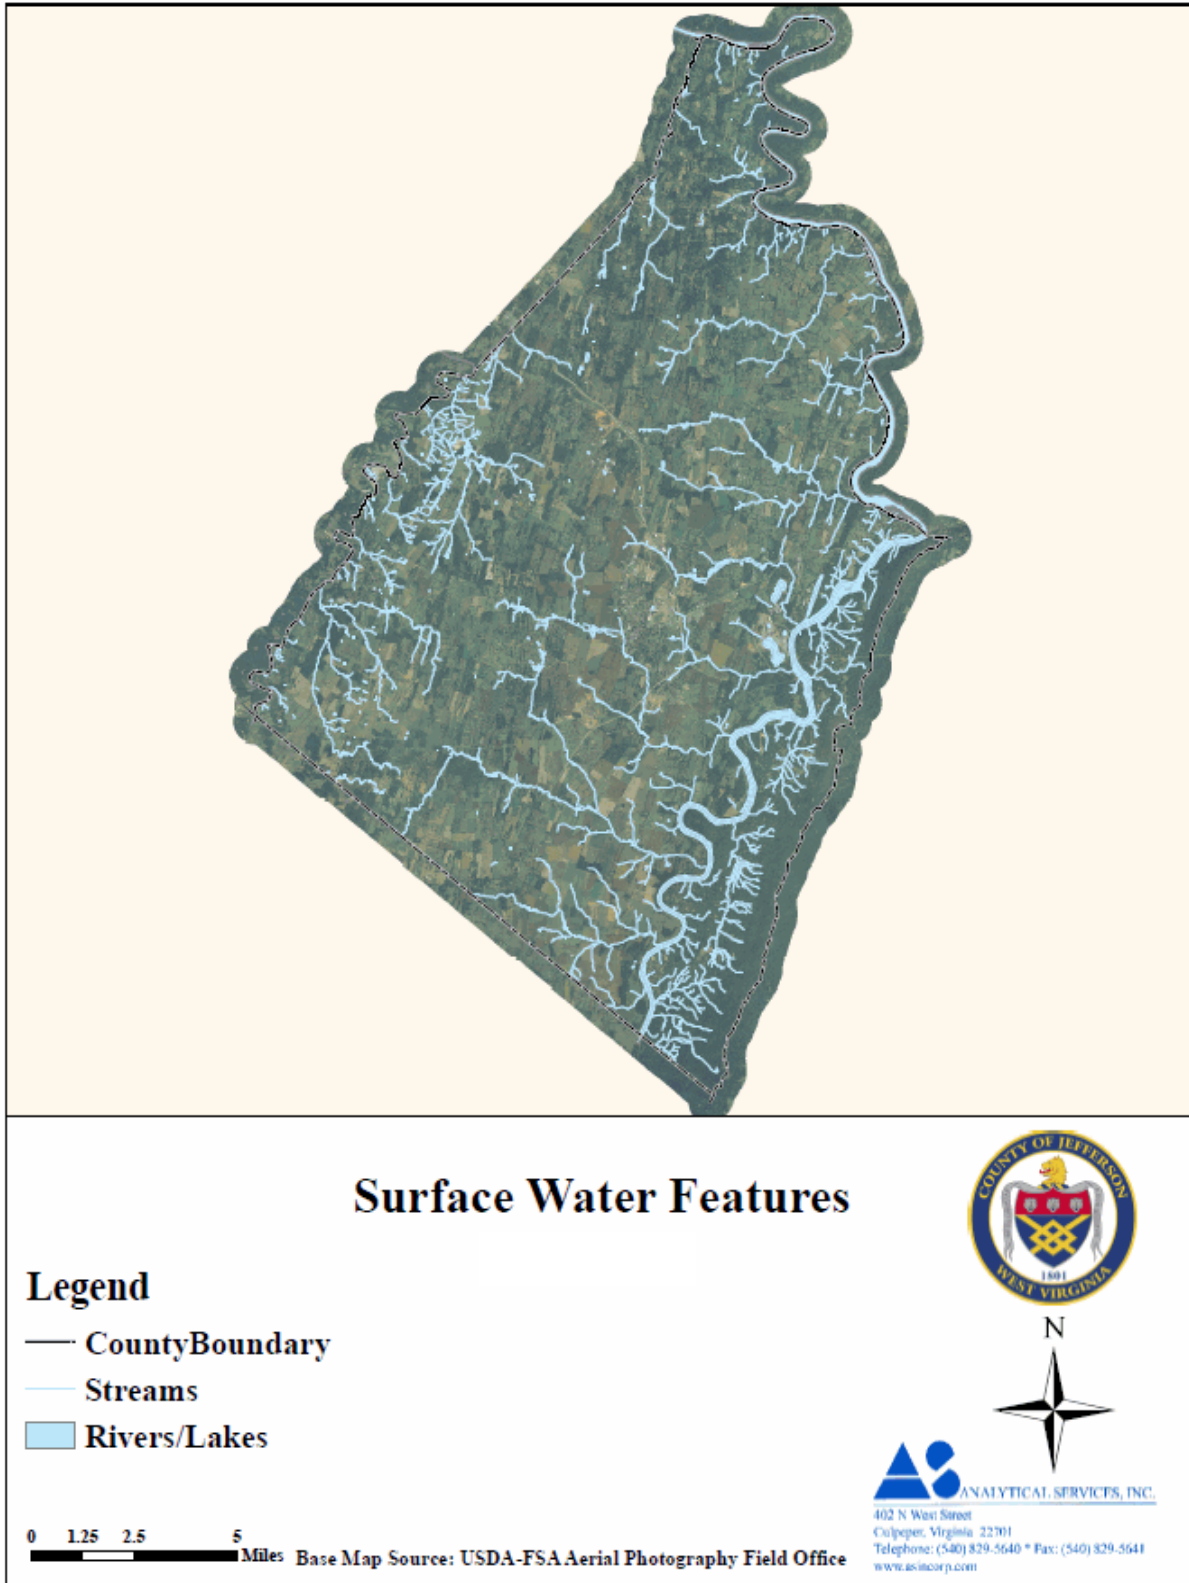 Surface Water Features
COUNTY OF JEFFERSON
1801
WEST VIRGINIA
Legend
CountyBoundary
Streams
Rivers/Lakes
N
AS ANALYTICAL SERVICES, INC.
402 N West Street
Culpeper, Virginia 22701
Telephone: (540) 829-5640 * Fax: (540) 829-5641
www.asincorp.com
0 1.25 2.5 5
Miles
Base Map Source: USDA-FSA Aerial Photography Field Office